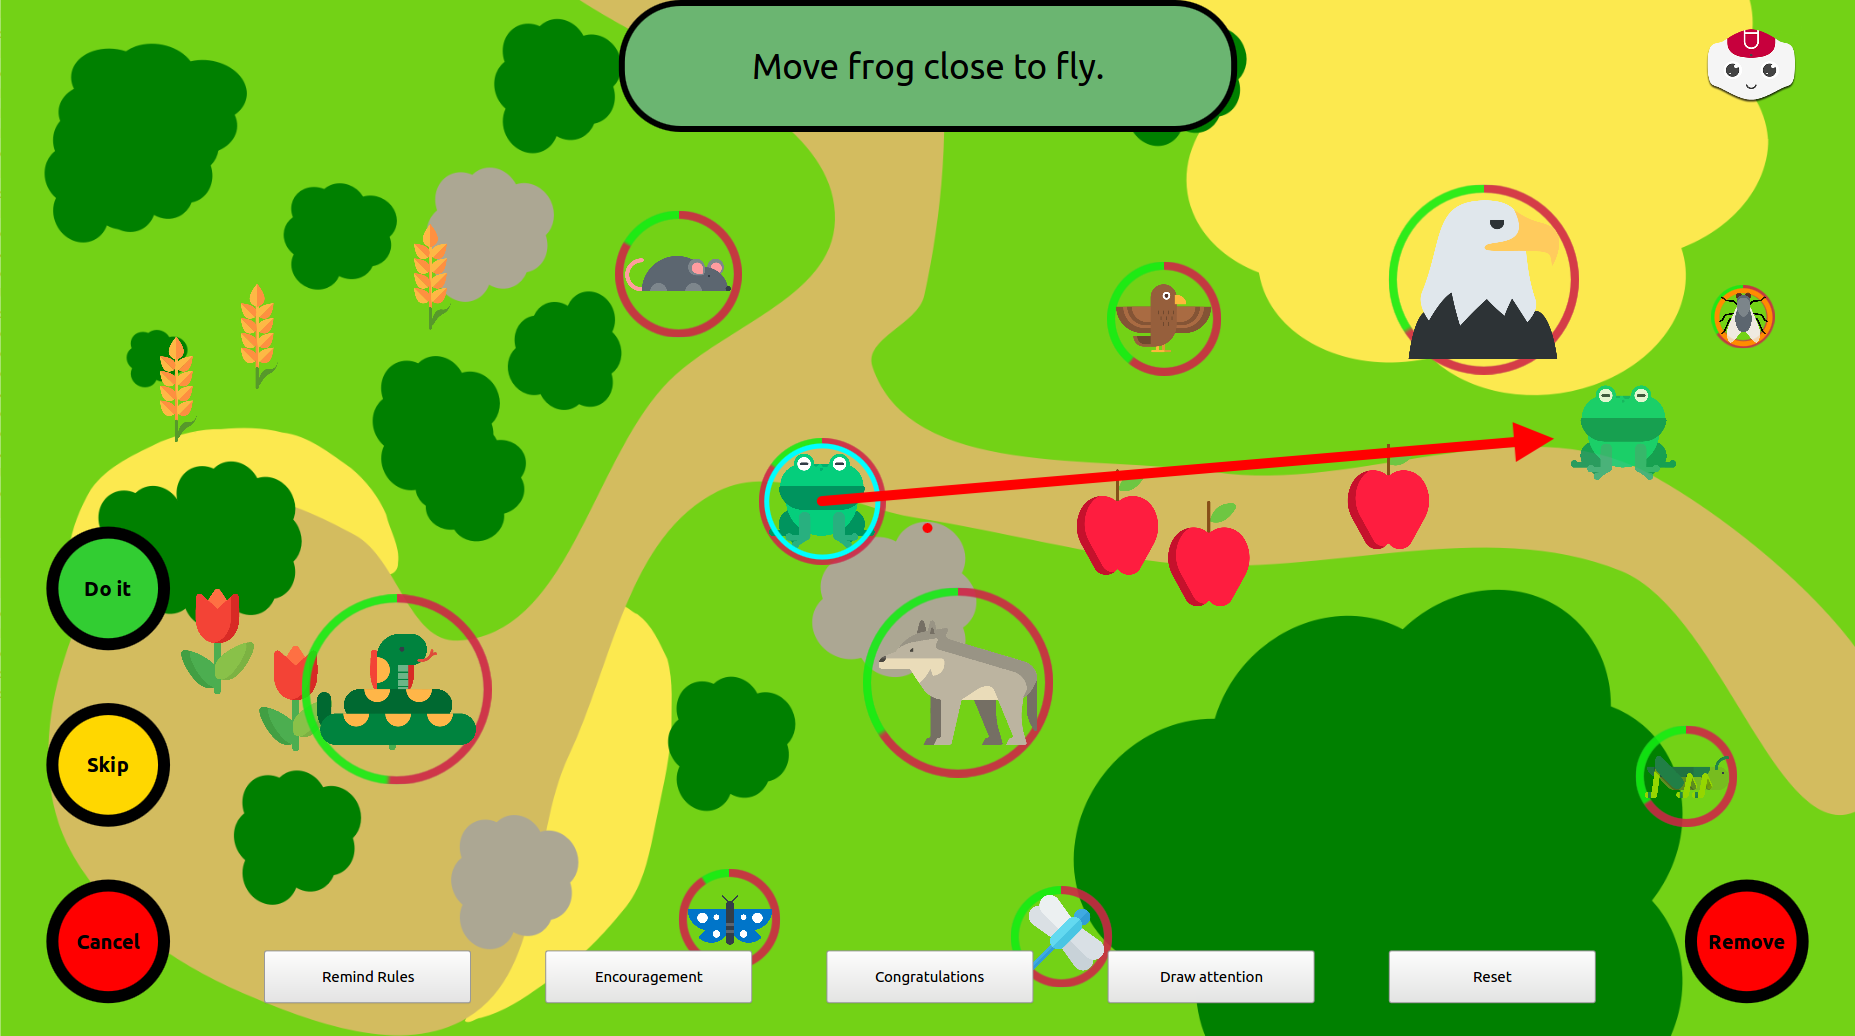 Move frog close to fly.
Do it
Skip
Cancel
Remove
Remind Rules
Encouragement
Congratulations
Draw attention
Reset